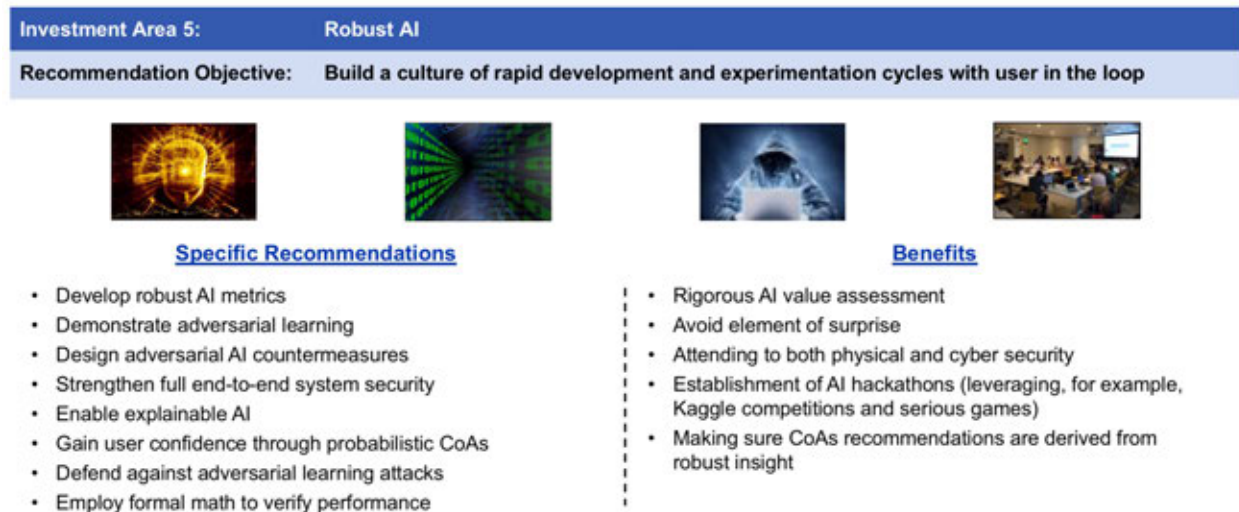 Investment Area 5: Robust AI
Recommendation Objective: Build a culture of rapid development and experimentation cycles with user in the loop
Specific Recommendations
• Develop robust AI metrics
• Demonstrate adversarial learning
• Design adversarial AI countermeasures
• Strengthen full end-to-end system security
• Enable explainable AI
• Gain user confidence through probabilistic CoAs
• Defend against adversarial learning attacks
• Employ formal math to verify performance
Benefits
• Rigorous AI value assessment
• Avoid element of surprise
• Attending to both physical and cyber security
• Establishment of AI hackathons (leveraging, for example,
Kaggle competitions and serious games)
• Making sure CoAs recommendations are derived from
robust insight